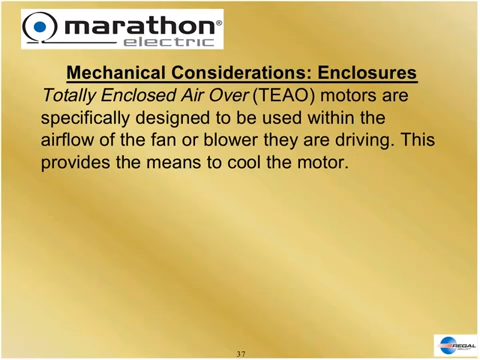 marathon®
electric
Mechanical Considerations: Enclosures
Totally Enclosed Air Over (TEAO) motors are
specifically designed to be used within the
airflow of the fan or blower they are driving. This
provides the means to cool the motor.
37
REGAL